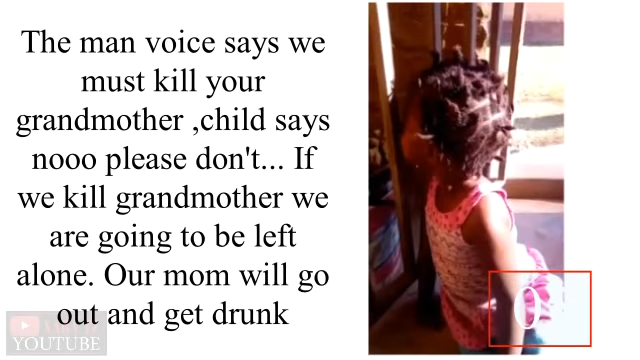 The man voice says we
must kill your
grandmother ,child says
nooo please don't... If
we kill grandmother we
are going to be left
alone. Our mom will go
out and get drunk
YOUTUBE
0